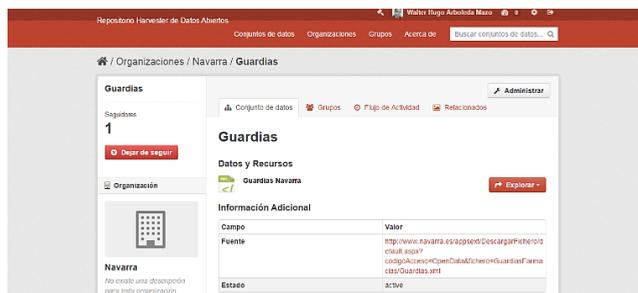 Repositorio Harvester de Datos Abiertos
Walter Hugo Arboleda Mazo
0
Conjuntos de datos Organizaciones Grupos Acerca de Buscar conjuntos de datos...
/ Organizaciones / Navarra / Guardias
Guardias
Seguidores
1
Dejar de seguir
Organización
Navarra
No existe una descripción
para esta organización
Administrar
Conjunto de datos Grupos Flujo de Actividad Relacionados
Guardias
Datos y Recursos
Guardias Navarra
Explorar
Información Adicional
Campo Valor
Fuente http://www.navarra.es/appsext/DescargarFichero/d
efault.aspx?
codigoAcceso=OpenData&fichero=GuardiasFarma
cias/Guardias.xml
Estado active